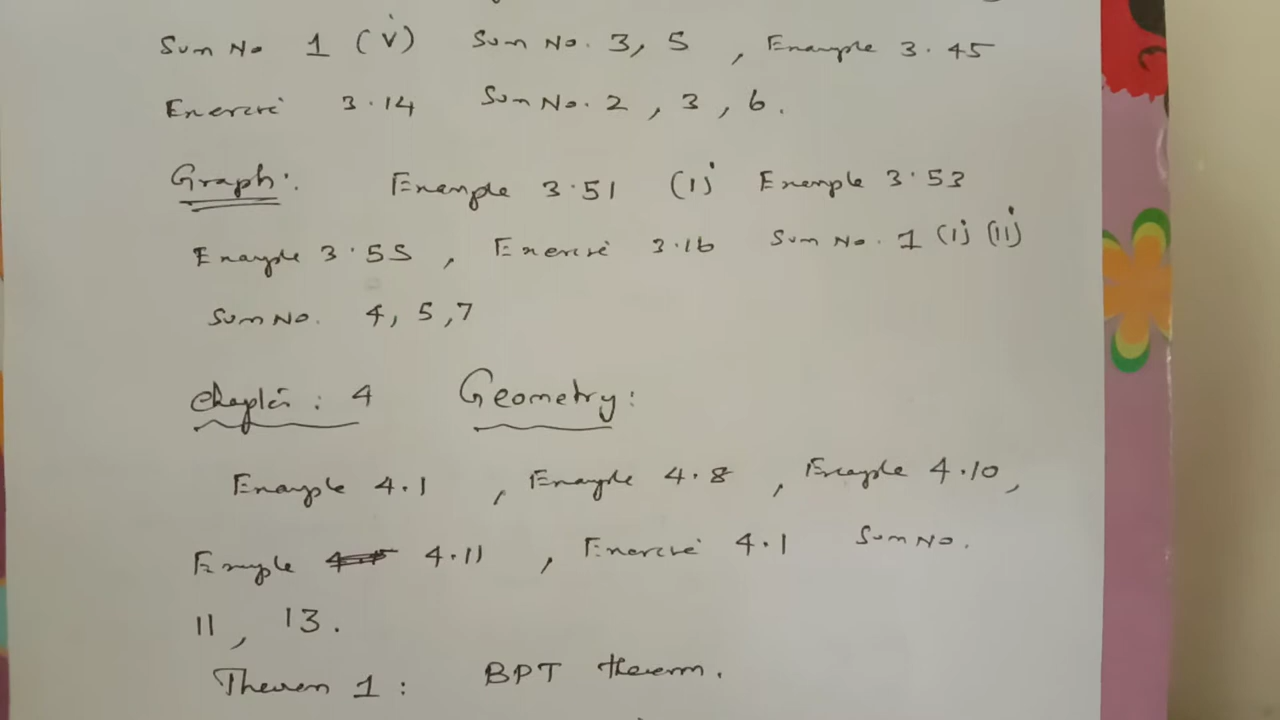 Sum No 1 (v) Sum No. 3, 5 , Example 3.45
Exercise 3.14 Sum No. 2 , 3 , 6.
Graph: Example 3.51 (i) Example 3.53
Example 3.55 , Exercise 3.16 Sum No. 1 (i) (ii)
Sum No. 4, 5, 7
Chapter : 4 Geometry:
Example 4.1 , Example 4.8 , Example 4.10,
Example 4.11 , Exercise 4.1 Sum No.
11 , 13.
Theorem 1 : BPT theorem.